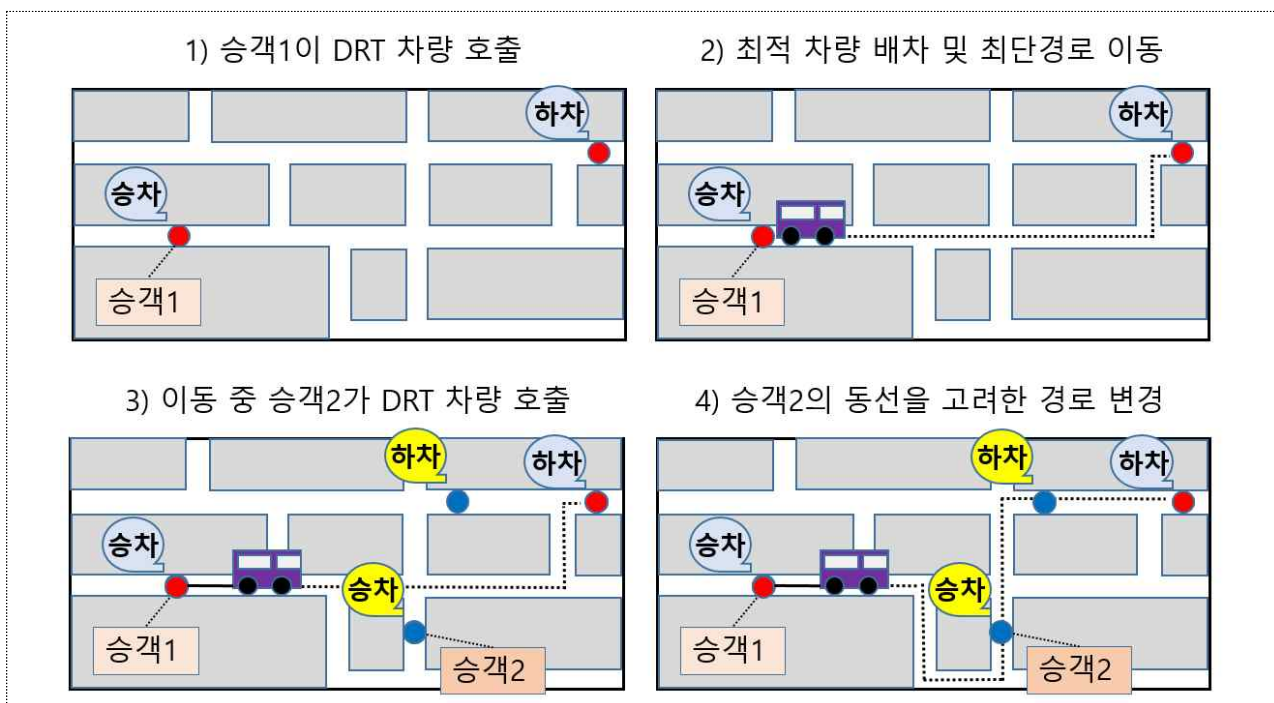 1) 승객1이 DRT 차량 호출
하차
승차
승객1
2) 최적 차량 배차 및 최단경로 이동
하차
승차
승객1
3) 이동 중 승객2가 DRT 차량 호출
하차
하차
승차
승차
승객1
승객2
4) 승객2의 동선을 고려한 경로 변경
하차
하차
승차
승차
승객1
승객2